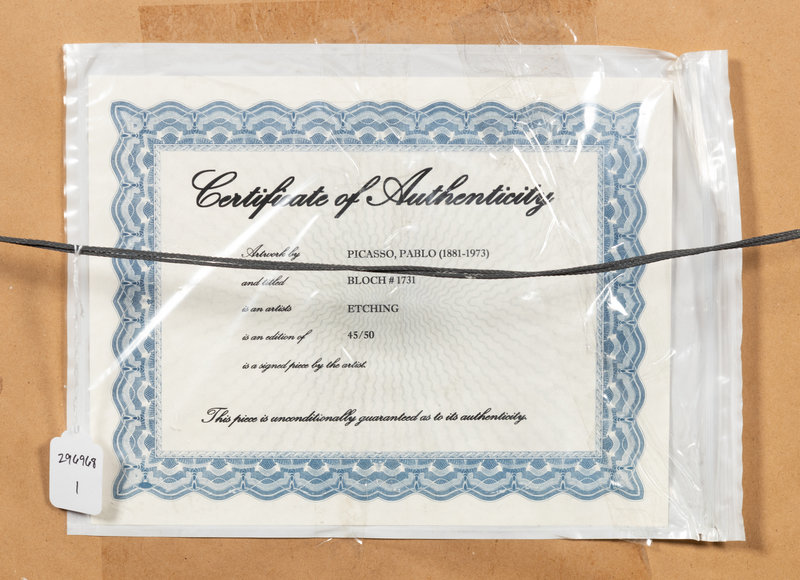 Certificate of Authenticity
Artwork by PICASSO, PABLO (1881-1973)
and titled BLOCH # 1731
is an artists ETCHING
is an edition of 45/50
is a signed piece by the artist.
This piece is unconditionally guaranteed as to its authenticity.
296968
1